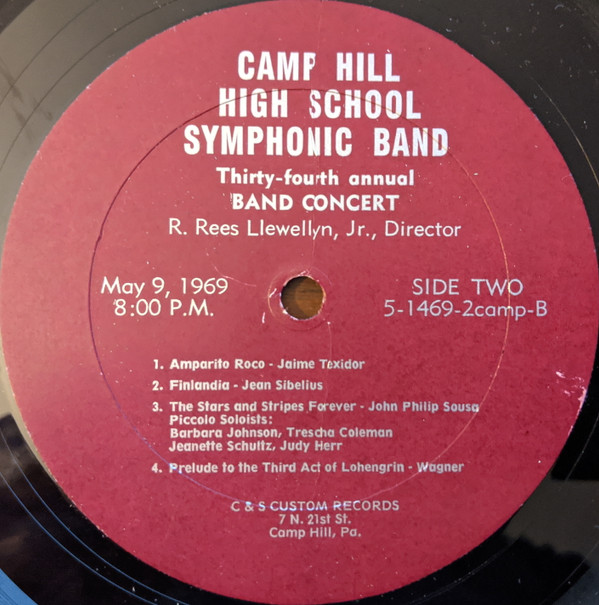 CAMP HILL
HIGH SCHOOL
SYMPHONIC BAND
Thirty-fourth annual
BAND CONCERT
R. Rees Llewellyn, Jr., Director
May 9, 1969
8:00 P.M.
SIDE TWO
5-1469-2camp-B
1. Amparito Roco - Jaime Texidor
2. Finlandia - Jean Sibelius
3. The Stars and Stripes Forever - John Philip Sousa
Piccolo Soloists:
Barbara Johnson, Trescha Coleman
Jeanette Schultz, Judy Herr
4. Prelude to the Third Act of Lohengrin - Wagner
C & S CUSTOM RECORDS
7 N. 21st St.
Camp Hill, Pa.